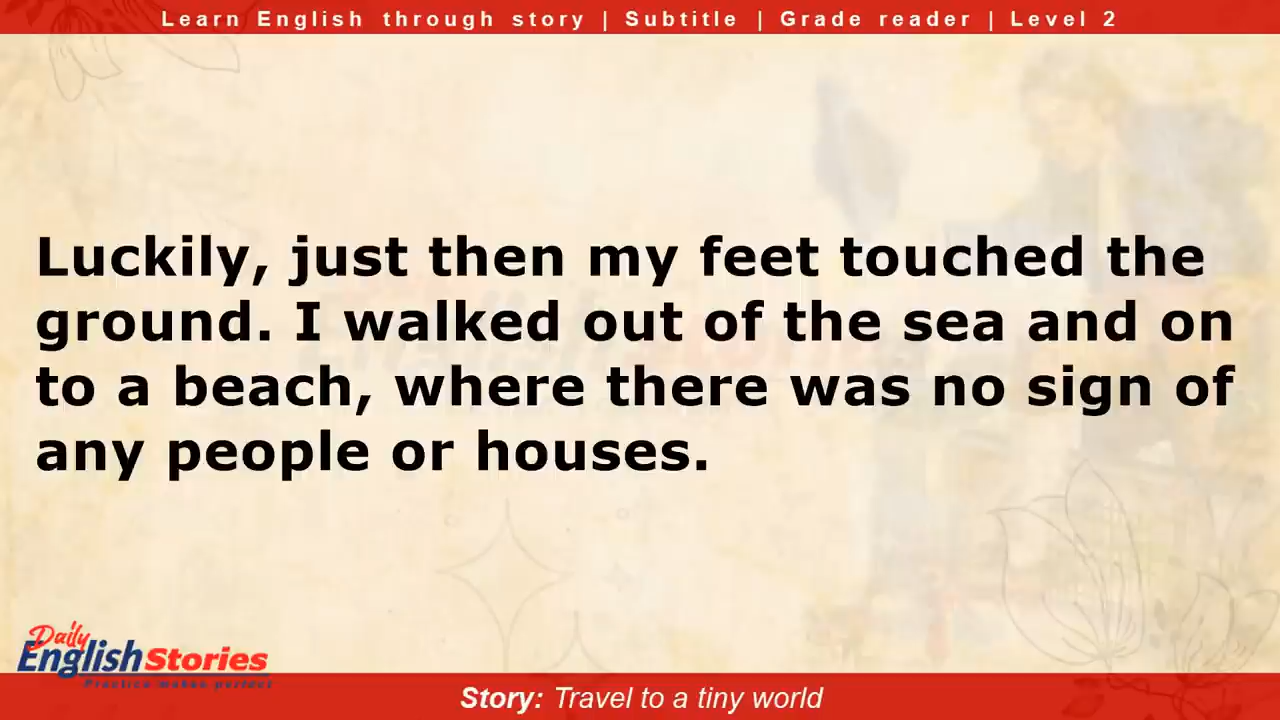 Learn English through story | Subtitle | Grade reader | Level 2
Luckily, just then my feet touched the
ground. I walked out of the sea and on
to a beach, where there was no sign of
any people or houses.
Daily
English Stories
Practice makes perfect
Story: Travel to a tiny world